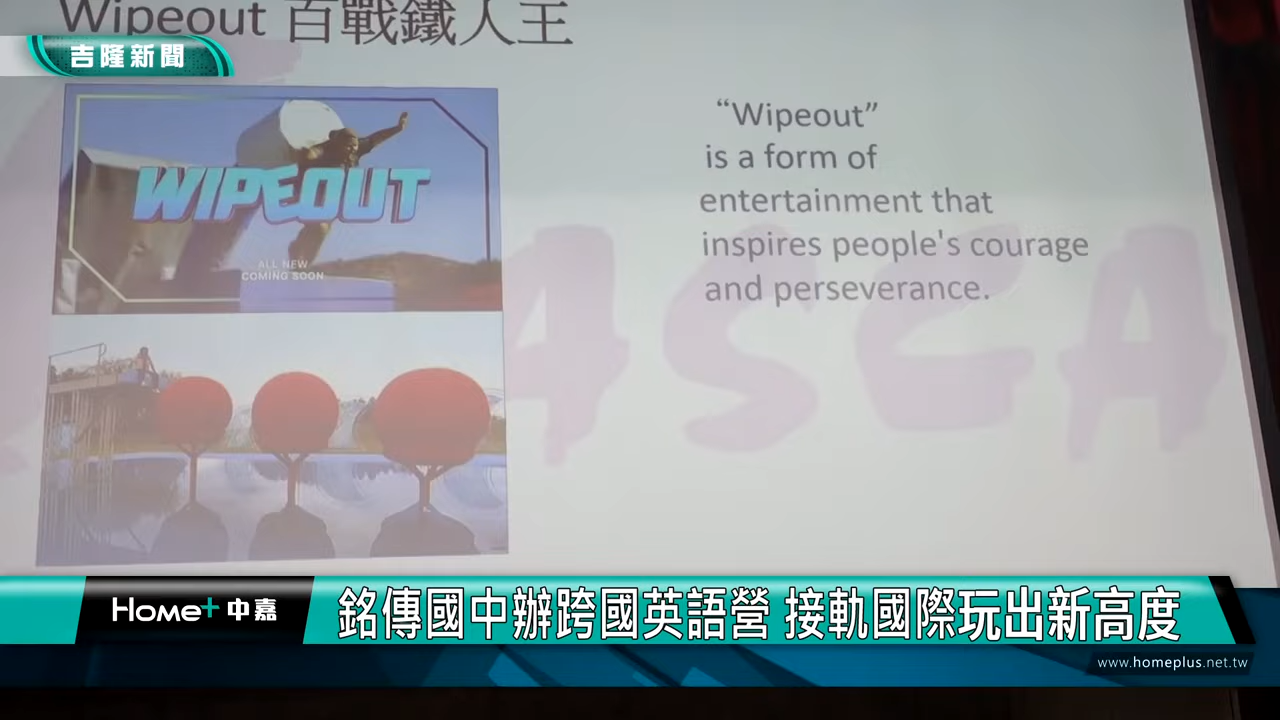 Wipeout 百戰鐵人王
吉隆新聞
WIPEOUT
ALL NEW
COMING SOON
“Wipeout”
is a form of
entertainment that
inspires people's courage
and perseverance.
Home+ 中嘉
銘傳國中辦跨國英語營 接軌國際玩出新高度
www.homeplus.net.tw